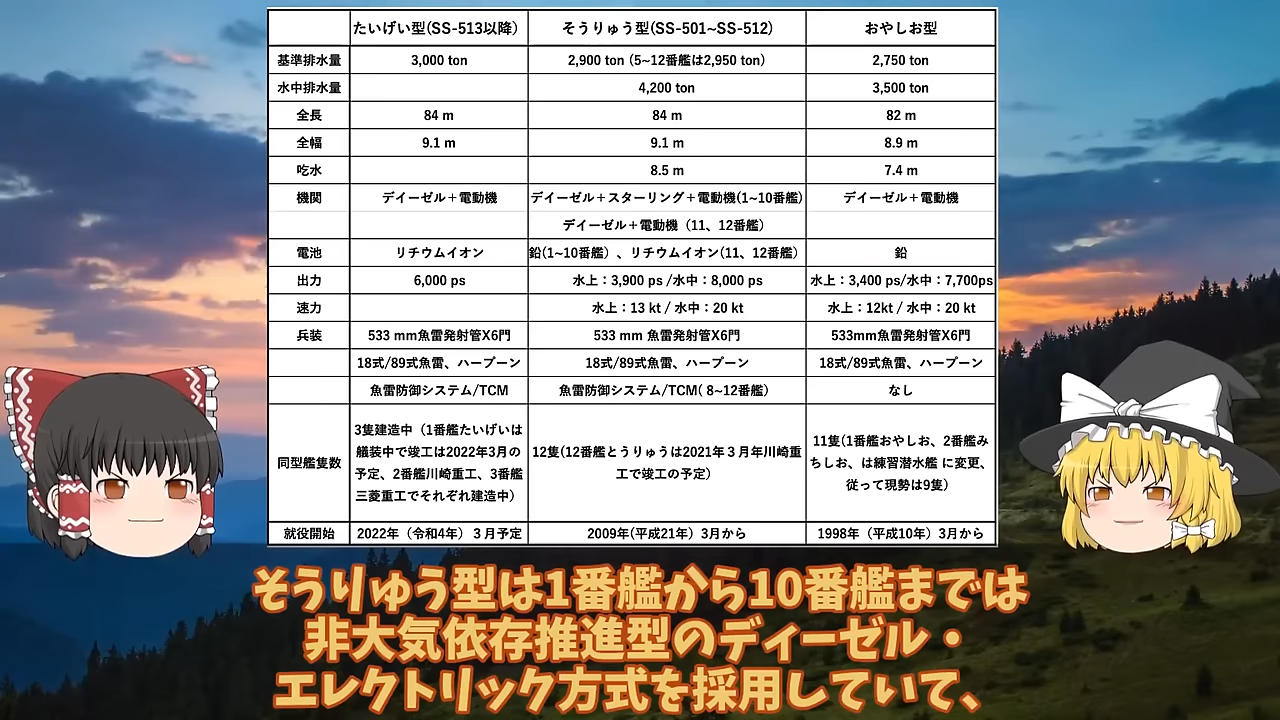 たいげい型(SS-513以降) そうりゅう型(SS-501~SS-512) おやしお型
基準排水量 3,000 ton 2,900 ton (5~12番艦は2,950 ton) 2,750 ton
水中排水量 4,200 ton 3,500 ton
全長 84 m 84 m 82 m
全幅 9.1 m 9.1 m 8.9 m
吃水 8.5 m 7.4 m
機関 デイーゼル＋電動機 デイーゼル＋スターリング＋電動機(1~10番艦) デイーゼル＋電動機
デイーゼル＋電動機（11、12番艦）
電池 リチウムイオン 鉛(1~10番艦）、リチウムイオン(11、12番艦) 鉛
出力 6,000 ps 水上：3,900 ps /水中：8,000 ps 水上：3,400 ps/水中：7,700ps
速力 水上：13 kt / 水中：20 kt 水上：12kt / 水中：20 kt
兵装 533 mm魚雷発射管X6門 533 mm 魚雷発射管X6門 533mm魚雷発射管X6門
18式/89式魚雷、ハープーン 18式/89式魚雷、ハープーン 18式/89式魚雷、ハープーン
魚雷防御システム/TCM 魚雷防御システム/TCM( 8~12番艦） なし
同型艦隻数
3隻建造中（1番艦たいげいは
艤装中で竣工は2022年3月の
予定、2番艦川崎重工、3番艦
三菱重工でそれぞれ建造中）
12隻(12番艦とうりゅうは2021年３月年川崎重
工で竣工の予定）
11隻(1番艦おやしお、2番艦み
ちしお、は練習潜水艦 に変更、
従って現勢は9隻）
就役開始 2022年（令和4年）３月予定 2009年(平成21年）3月から 1998年（平成10年）3月から
そうりゅう型は1番艦から10番艦までは
非大気依存推進型のディーゼル・
エレクトリック方式を採用していて、